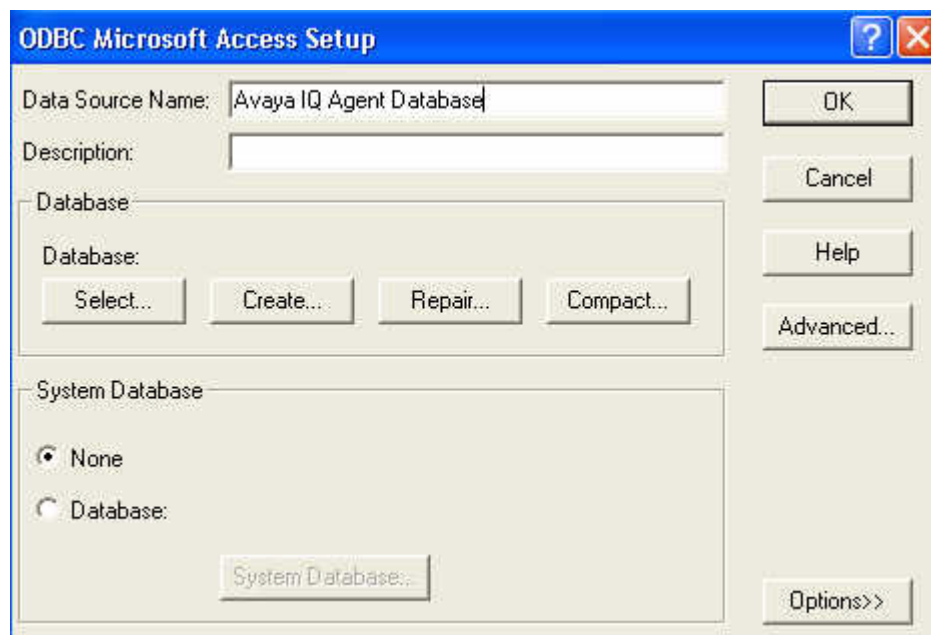 ODBC Microsoft Access Setup
Data Source Name: Avaya IQ Agent Database
OK
Description:
Cancel
Database
Database:
Help
Select... Create... Repair... Compact...
Advanced...
System Database
None
Database:
System Database...
Options>>